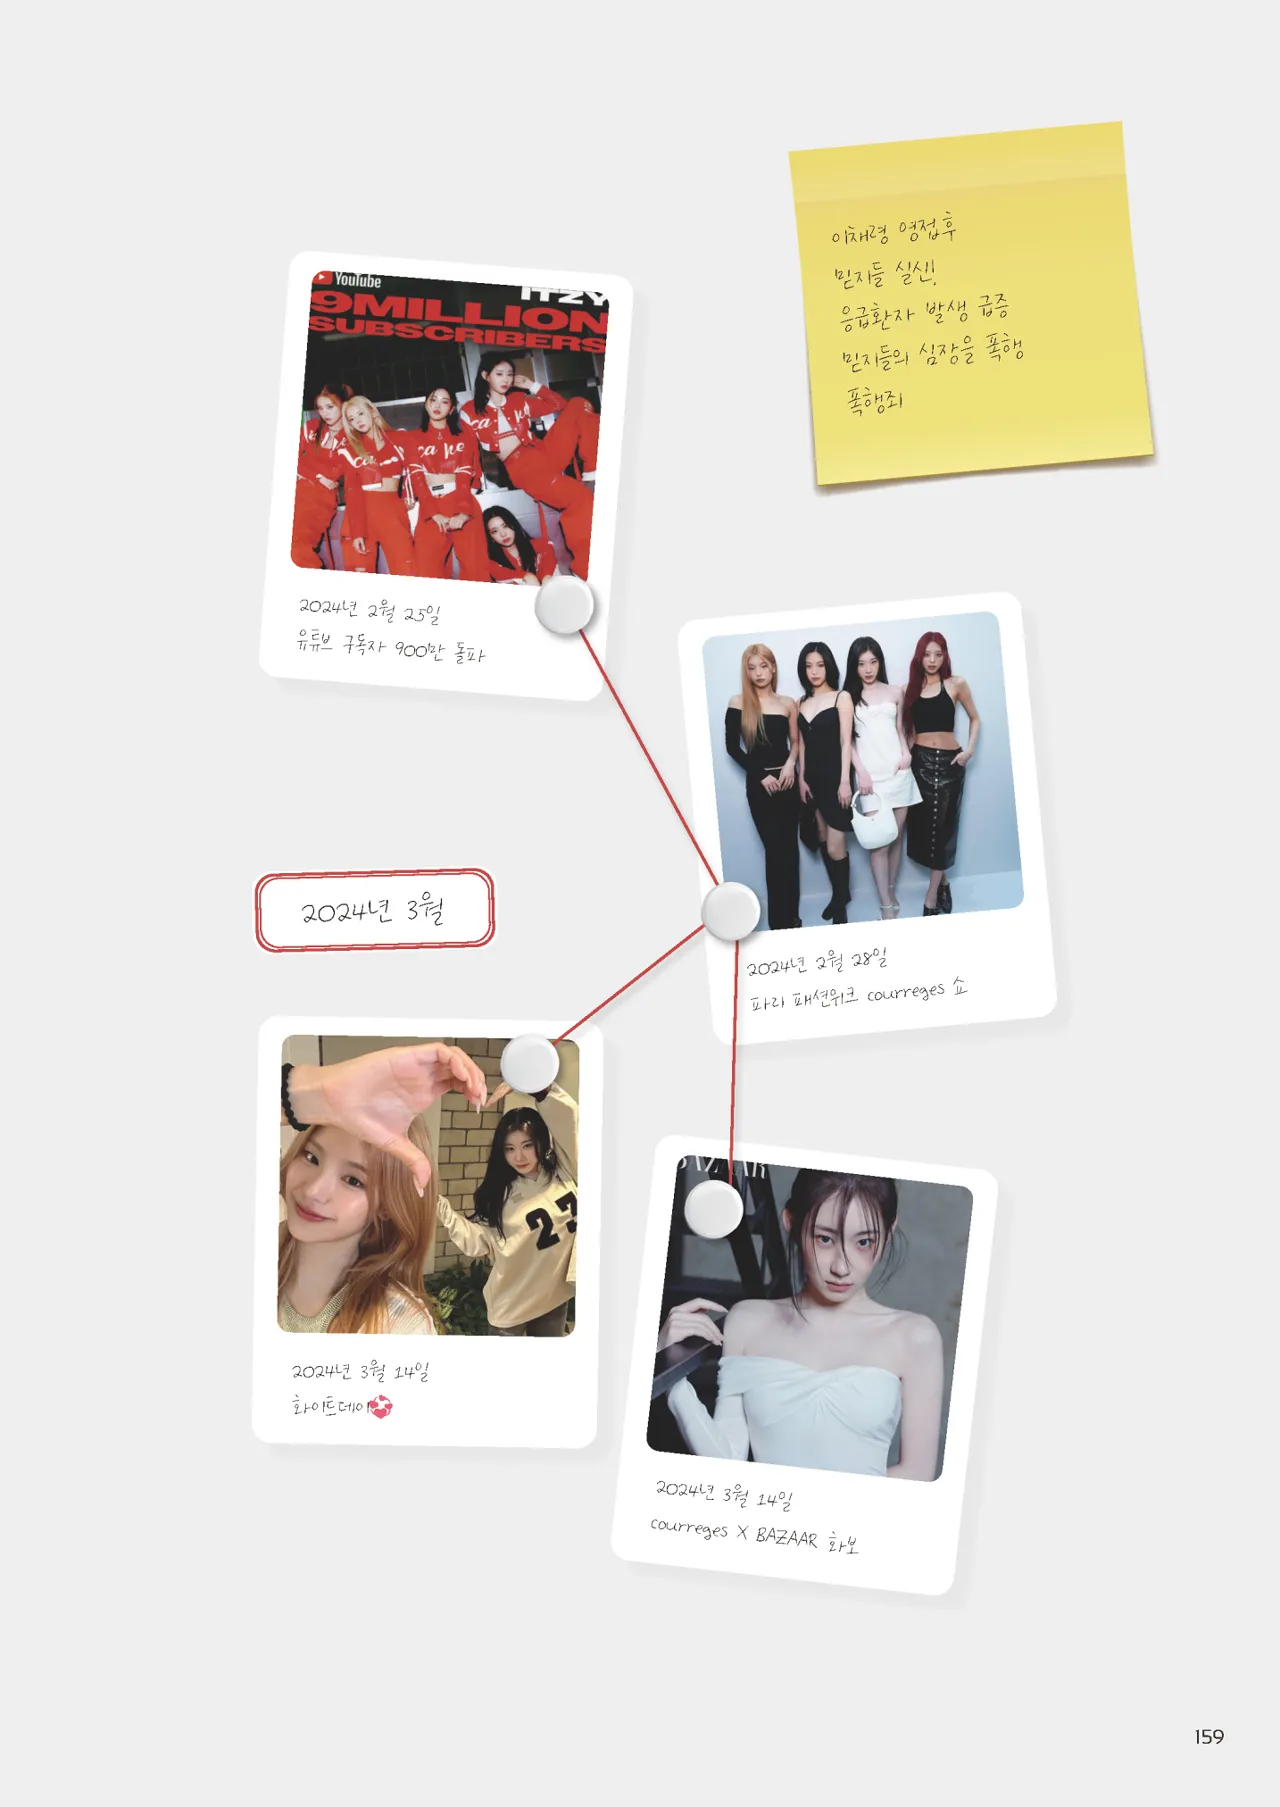 이채령 영접후
믿지들 실신!
응급환자 발생 급증
믿지들의 심장을 폭행
폭행죄
YouTube
ITZY
9MILLION
SUBSCRIBERS
2024년 2월 25일
유튜브 구독자 900만 돌파
2024년 2월 28일
파리 패션위크 courreges 쇼
2024년 3월
23
2024년 3월 14일
화이트데이💞
BAZAAR
2024년 3월 14일
courreges X BAZAAR 화보
159